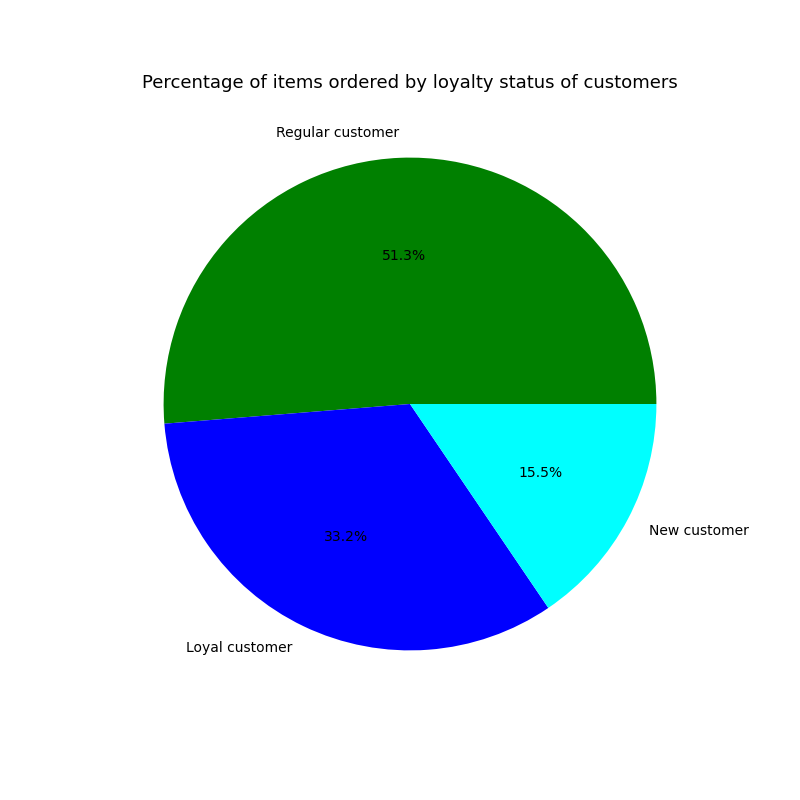 Percentage of items ordered by loyalty status of customers
Regular customer
51.3%
15.5%
New customer
33.2%
Loyal customer